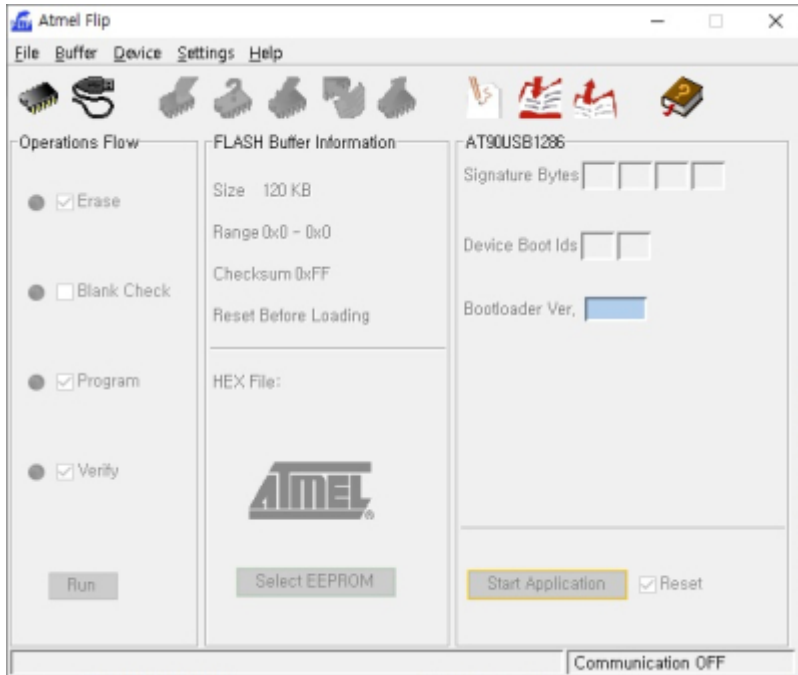 Atmel Flip
File Buffer Device Settings Help
Operations Flow
Erase
Blank Check
Program
Verify
Run
FLASH Buffer Information
Size 120 KB
Range 0x0 - 0x0
Checksum 0xFF
Reset Before Loading
HEX File:
ATMEL
Select EEPROM
AT90USB1286
Signature Bytes
Device Boot Ids
Bootloader Ver.
Start Application
Reset
Communication OFF